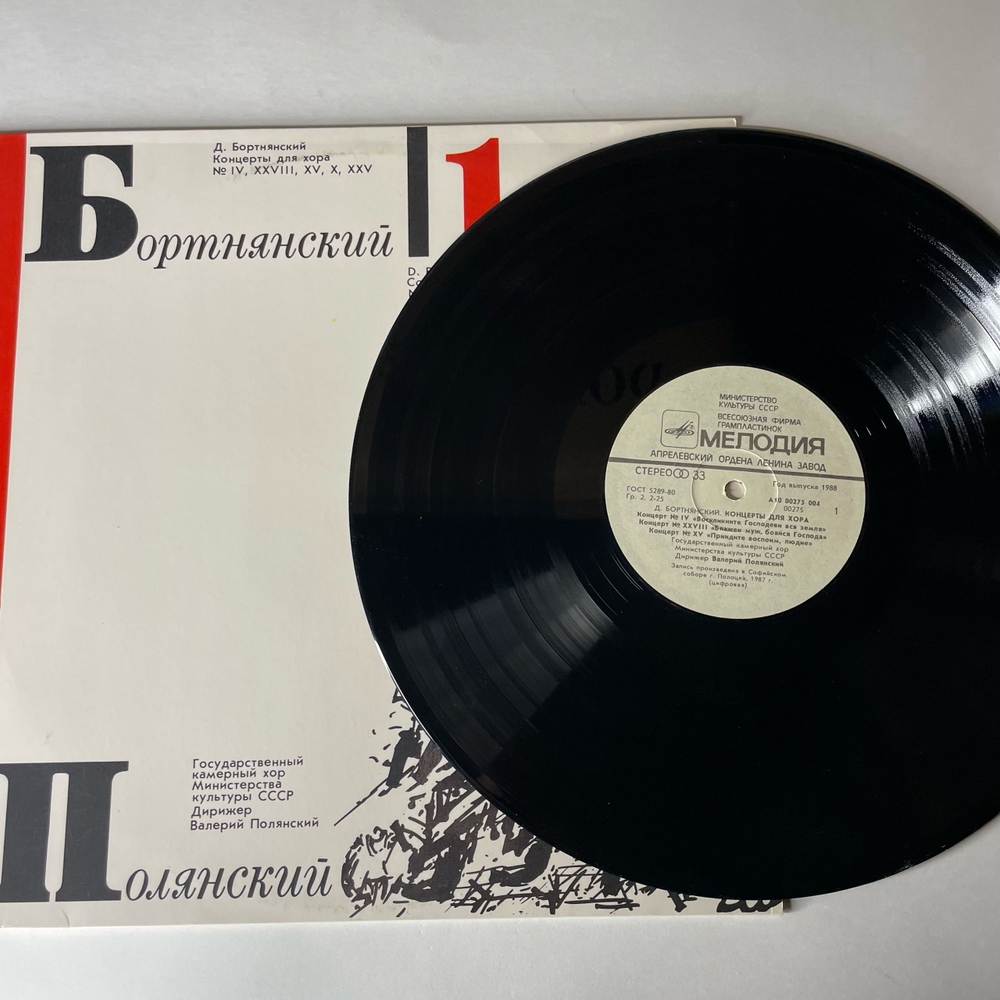 Д. Бортнянский
Концерты для хора
№ IV, XXVIII, XV, X, XXV
1
Бортнянский
D.
МИНИСТЕРСТВО
КУЛЬТУРЫ СССР
ВСЕСОЮЗНАЯ ФИРМА
ГРАМПЛАСТИНОК
МЕЛОДИЯ
АПРЕЛЕВСКИЙ ОРДЕНА ЛЕНИНА ЗАВОД
СТЕРЕО 33
Год выпуска 1988
ГОСТ 5289-80
Гр. 2. 2-25
А10 00275 004
00275
1
Д. БОРТНЯНСКИЙ. КОНЦЕРТЫ ДЛЯ ХОРА
Концерт № IV «Воскликните Господеви вся земля»
Концерт № XXVIII «Блажен муж, бояйся Господа»
Концерт № XV «Приидите воспоим, людие»
Государственный камерный хор
Министерства культуры СССР
Дирижер Валерий Полянский
Запись произведена в Софийском
соборе г. Полоцка, 1987 г.
(цифровая)
Государственный
камерный хор
Министерства
культуры СССР
Дирижер
Валерий Полянский
Полянский